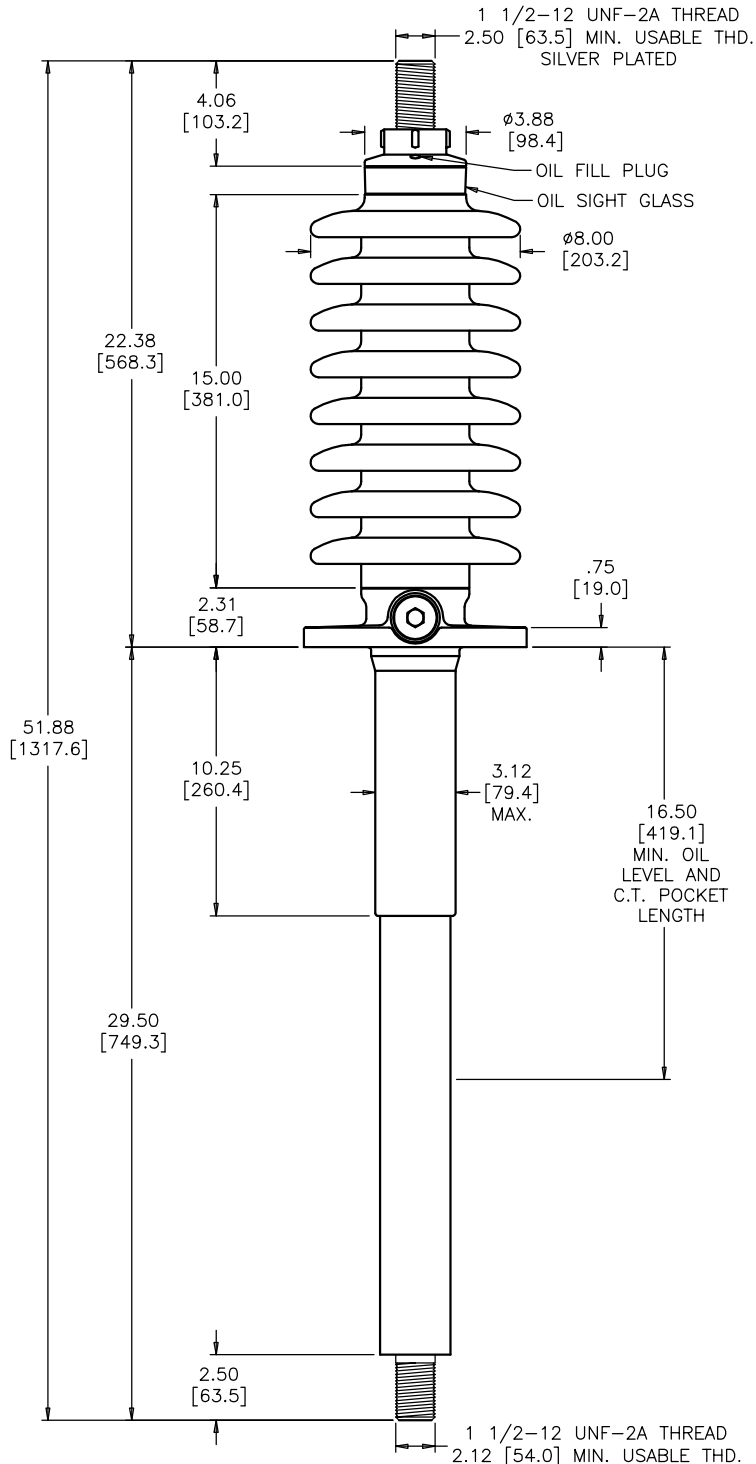 1 1/2-12 UNF-2A THREAD
2.50 [63.5] MIN. USABLE THD.
SILVER PLATED
4.06
[103.2]
ø3.88
[98.4]
OIL FILL PLUG
OIL SIGHT GLASS
ø8.00
[203.2]
22.38
[568.3]
15.00
[381.0]
.75
[19.0]
2.31
[58.7]
51.88
[1317.6]
10.25
[260.4]
3.12
[79.4]
MAX.
16.50
[419.1]
MIN. OIL
LEVEL AND
C.T. POCKET
LENGTH
29.50
[749.3]
2.50
[63.5]
1 1/2-12 UNF-2A THREAD
2.12 [54.0] MIN. USABLE THD.